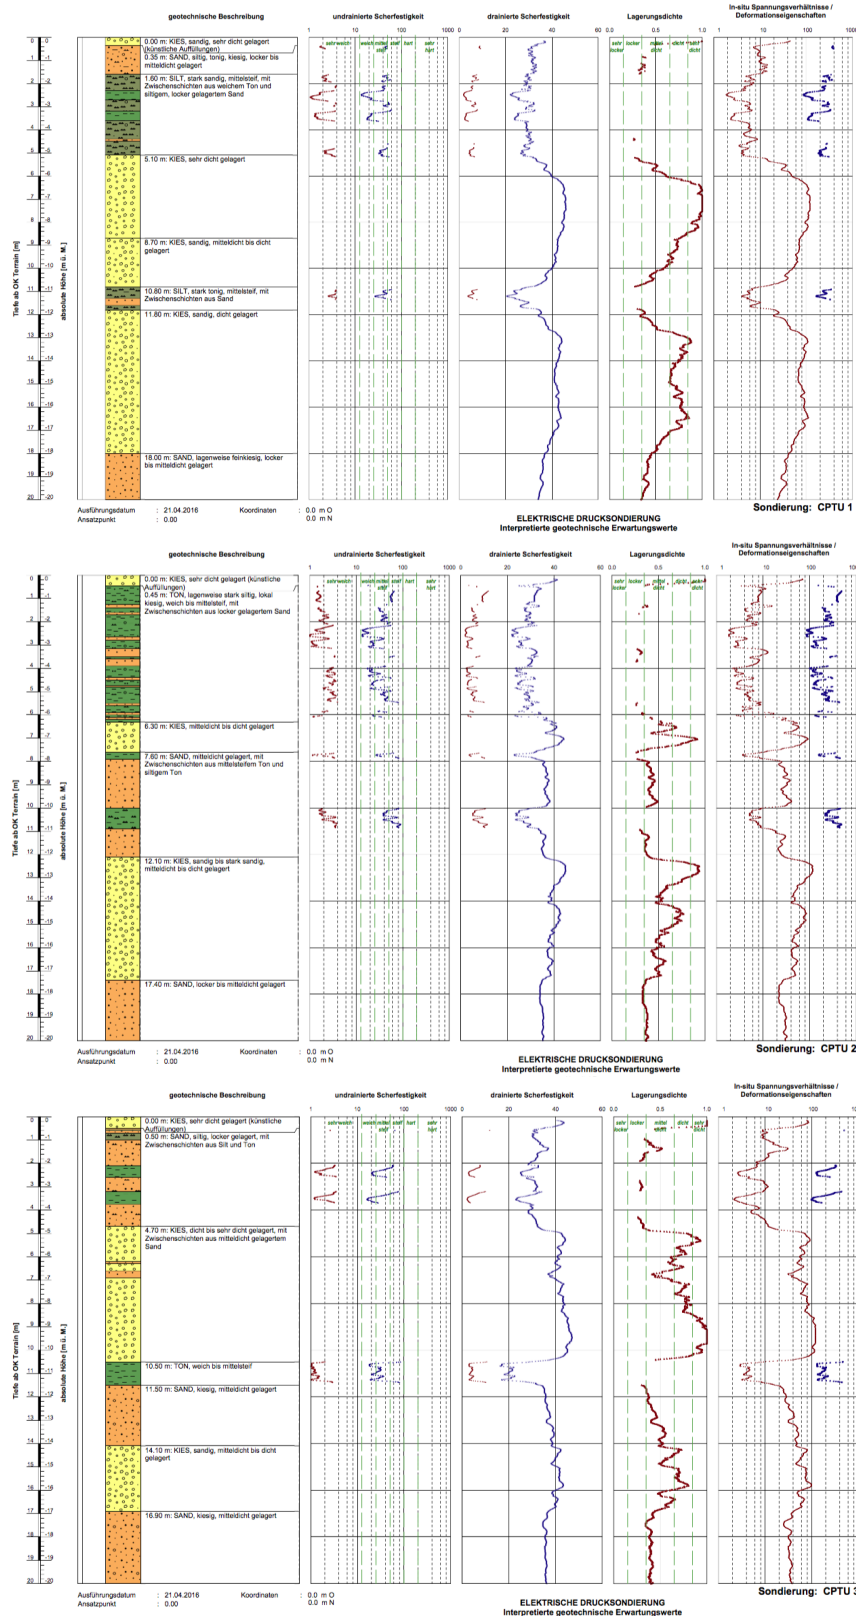 geotechnische Beschreibung
undrainierte Scherfestigkeit
drainierte Scherfestigkeit
Lagerungsdichte
In-situ Spannungsverhältnisse /
Deformationseigenschaften
0.00 m: KIES, sandig, sehr dicht gelagert
(künstliche Auffüllungen)
0.35 m: SAND, siltig, tonig, kiesig, locker bis
mitteldicht gelagert
1.60 m: SILT, stark sandig, mittelsteif, mit
Zwischenschichten aus weichem Ton und
siltigem, locker gelagertem Sand
5.10 m: KIES, sehr dicht gelagert
8.70 m: KIES, sandig, mitteldicht bis dicht
gelagert
10.80 m: SILT, stark tonig, mittelsteif, mit
Zwischenschichten aus Sand
11.80 m: KIES, sandig, dicht gelagert
18.00 m: SAND, lagenweise feinkiesig, locker
bis mitteldicht gelagert
Tiefe ab OK Terrain [m]
absolute Höhe [m ü. M.]
Sondierung: CPTU 1
Ausführungsdatum : 21.04.2016 Koordinaten : 0.0 m O
Ansatzpunkt : 0.00 0.0 m N
ELEKTRISCHE DRUCKSONDIERUNG
Interpretierte geotechnische Erwartungswerte
geotechnische Beschreibung
undrainierte Scherfestigkeit
drainierte Scherfestigkeit
Lagerungsdichte
In-situ Spannungsverhältnisse /
Deformationseigenschaften
0.00 m: KIES, sehr dicht gelagert (künstliche
Auffüllungen)
0.45 m: TON, lagenweise stark siltig, lokal
kiesig, weich bis mittelsteif, mit
Zwischenschichten aus locker gelagertem Sand
6.30 m: KIES, mitteldicht bis dicht gelagert
7.60 m: SAND, mitteldicht gelagert, mit
Zwischenschichten aus mittelsteifem Ton und
siltigem Ton
12.10 m: KIES, sandig bis stark sandig,
mitteldicht bis dicht gelagert
17.40 m: SAND, locker bis mitteldicht gelagert
Tiefe ab OK Terrain [m]
absolute Höhe [m ü. M.]
Sondierung: CPTU 2
Ausführungsdatum : 21.04.2016 Koordinaten : 0.0 m O
Ansatzpunkt : 0.00 0.0 m N
ELEKTRISCHE DRUCKSONDIERUNG
Interpretierte geotechnische Erwartungswerte
geotechnische Beschreibung
undrainierte Scherfestigkeit
drainierte Scherfestigkeit
Lagerungsdichte
In-situ Spannungsverhältnisse /
Deformationseigenschaften
0.00 m: KIES, sehr dicht gelagert (künstliche
Auffüllungen)
0.50 m: SAND, siltig, locker gelagert, mit
Zwischenschichten aus Silt und Ton
4.70 m: KIES, dicht bis sehr dicht gelagert, mit
Zwischenschichten aus mitteldicht gelagertem
Sand
10.50 m: TON, weich bis mittelsteif
11.50 m: SAND, kiesig, mitteldicht gelagert
14.10 m: KIES, sandig, mitteldicht bis dicht
gelagert
16.90 m: SAND, kiesig, mitteldicht gelagert
Tiefe ab OK Terrain [m]
absolute Höhe [m ü. M.]
Sondierung: CPTU 3
Ausführungsdatum : 21.04.2016 Koordinaten : 0.0 m O
Ansatzpunkt : 0.00 0.0 m N
ELEKTRISCHE DRUCKSONDIERUNG
Interpretierte geotechnische Erwartungswerte